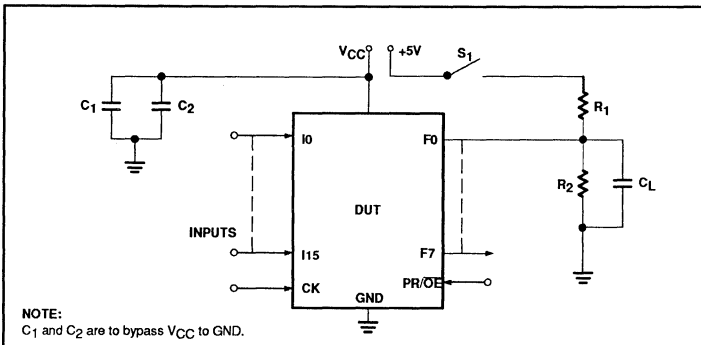 VCC +5V S1
C1 C2 R1
I0 F0
R2 CL
DUT
INPUTS
I15 F7
PR/O̅E̅
CK
GND
NOTE:
C1 and C2 are to bypass VCC to GND.